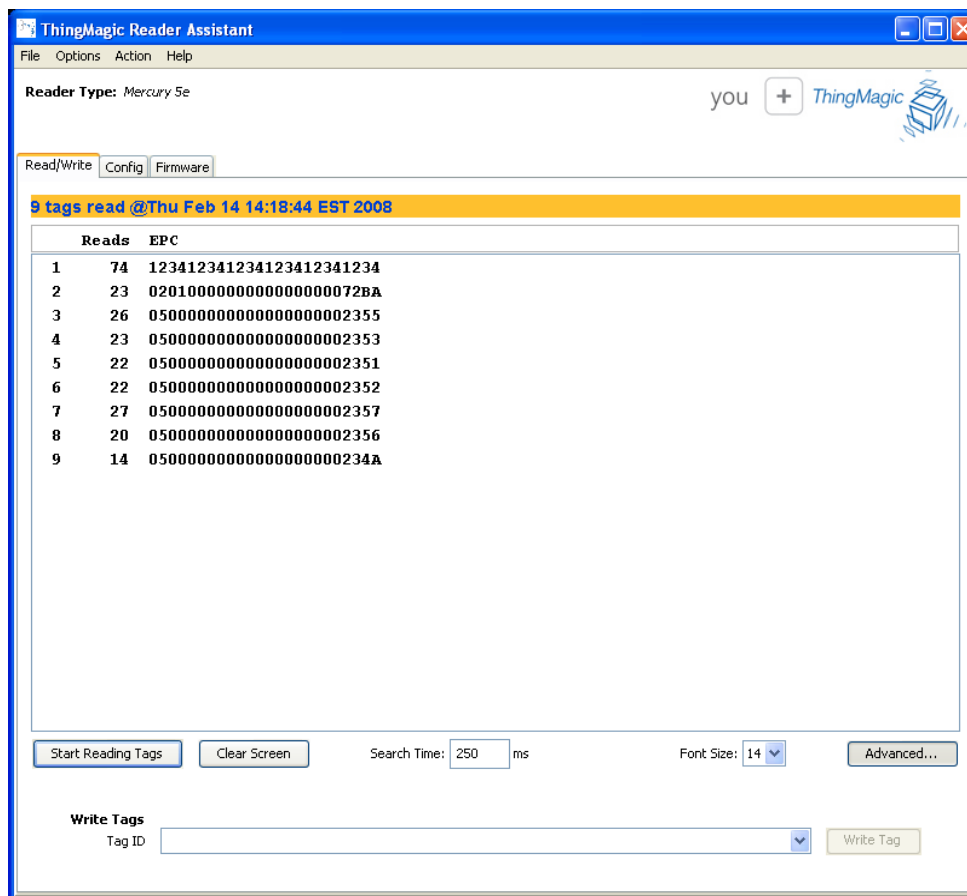 ThingMagic Reader Assistant
File Options Action Help
Reader Type: Mercury 5e
you + ThingMagic
Read/Write Config Firmware
9 tags read @Thu Feb 14 14:18:44 EST 2008
Reads EPC
1 74 123412341234123412341234
2 23 0201000000000000000072BA
3 26 050000000000000000002355
4 23 050000000000000000002353
5 22 050000000000000000002351
6 22 050000000000000000002352
7 27 050000000000000000002357
8 20 050000000000000000002356
9 14 05000000000000000000234A
Start Reading Tags Clear Screen Search Time: 250 ms Font Size: 14 Advanced...
Write Tags
Tag ID Write Tag